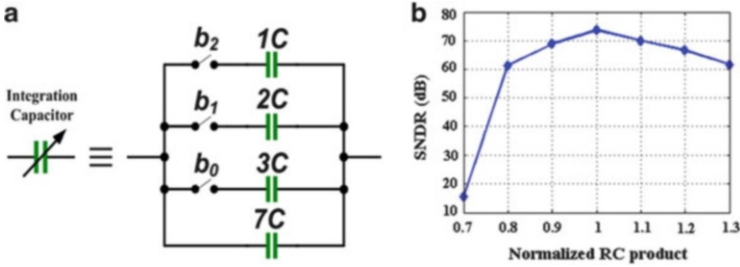 a
Integration
Capacitor
b2
1C
b1
2C
b0
3C
7C
b
SNDR (dB)
80
70
60
50
40
30
20
10
0.7 0.8 0.9 1 1.1 1.2 1.3
Normalized RC product